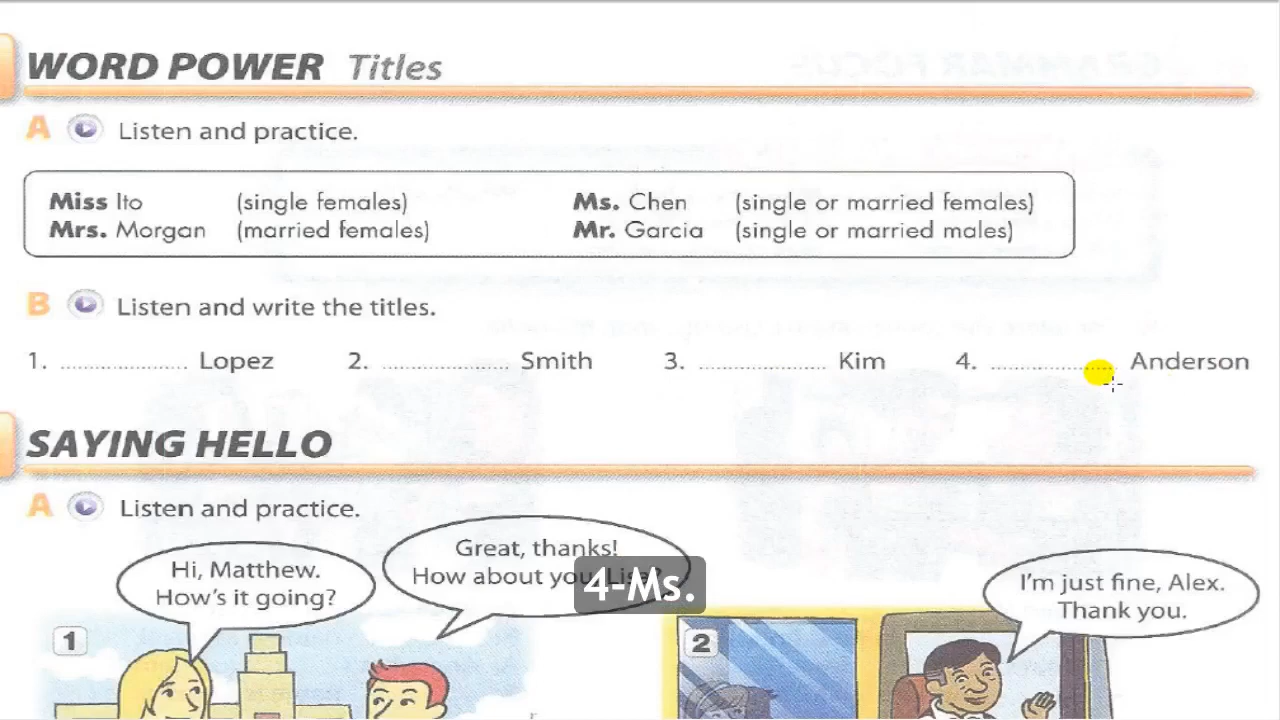 WORD POWER Titles
A Listen and practice.
Miss Ito (single females) Ms. Chen (single or married females)
Mrs. Morgan (married females) Mr. Garcia (single or married males)
B Listen and write the titles.
1. .................... Lopez 2. .................... Smith 3. .................... Kim 4. .................... Anderson
SAYING HELLO
A Listen and practice.
Hi, Matthew.
How's it going?
Great, thanks!
How about you, Lisa?
4-Ms.
I'm just fine, Alex.
Thank you.
1
2